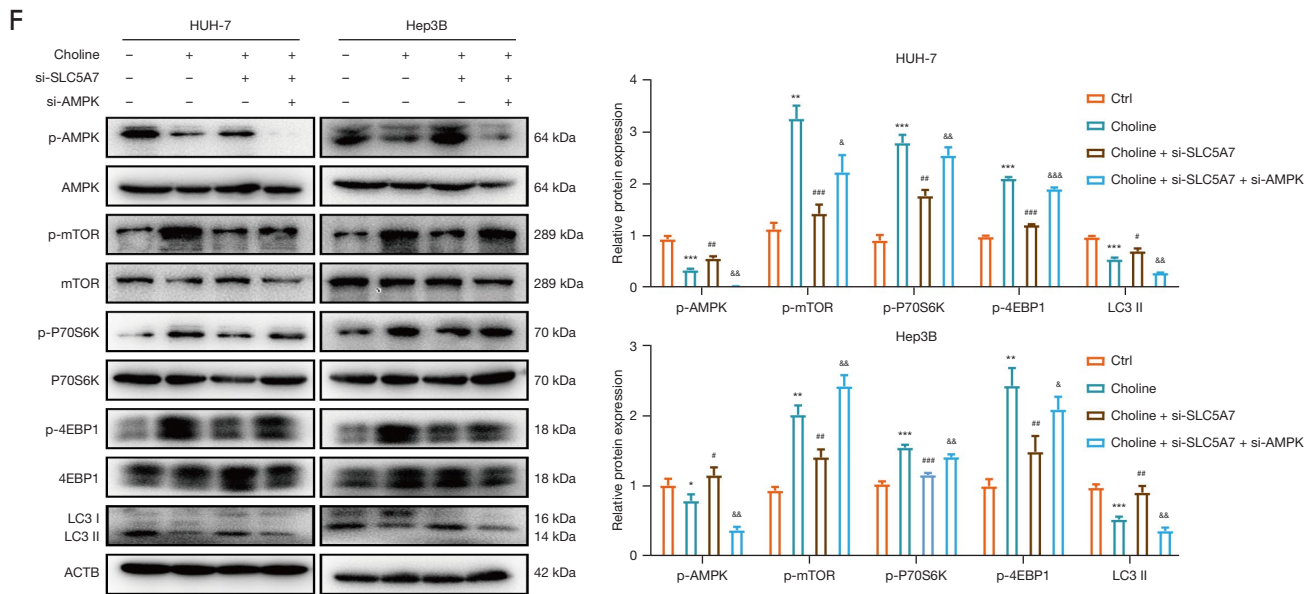 F
HUH-7 Hep3B
Choline – + + + – + + +
si-SLC5A7 – – + + – – + +
si-AMPK – – – + – – – +
p-AMPK 64 kDa
AMPK 64 kDa
p-mTOR 289 kDa
mTOR 289 kDa
p-P70S6K 70 kDa
P70S6K 70 kDa
p-4EBP1 18 kDa
4EBP1 18 kDa
LC3 I 16 kDa
LC3 II 14 kDa
ACTB 42 kDa
HUH-7
Relative protein expression
4
3
2
1
0
*** ## &&
** ### &
*** ## &&
*** ### &&&
*** # &&
p-AMPK p-mTOR p-P70S6K p-4EBP1 LC3 II
Ctrl
Choline
Choline + si-SLC5A7
Choline + si-SLC5A7 + si-AMPK
Hep3B
Relative protein expression
3
2
1
0
* # &&
** ## &&
*** ### &&
** ## &
*** ## &&
p-AMPK p-mTOR p-P70S6K p-4EBP1 LC3 II
Ctrl
Choline
Choline + si-SLC5A7
Choline + si-SLC5A7 + si-AMPK